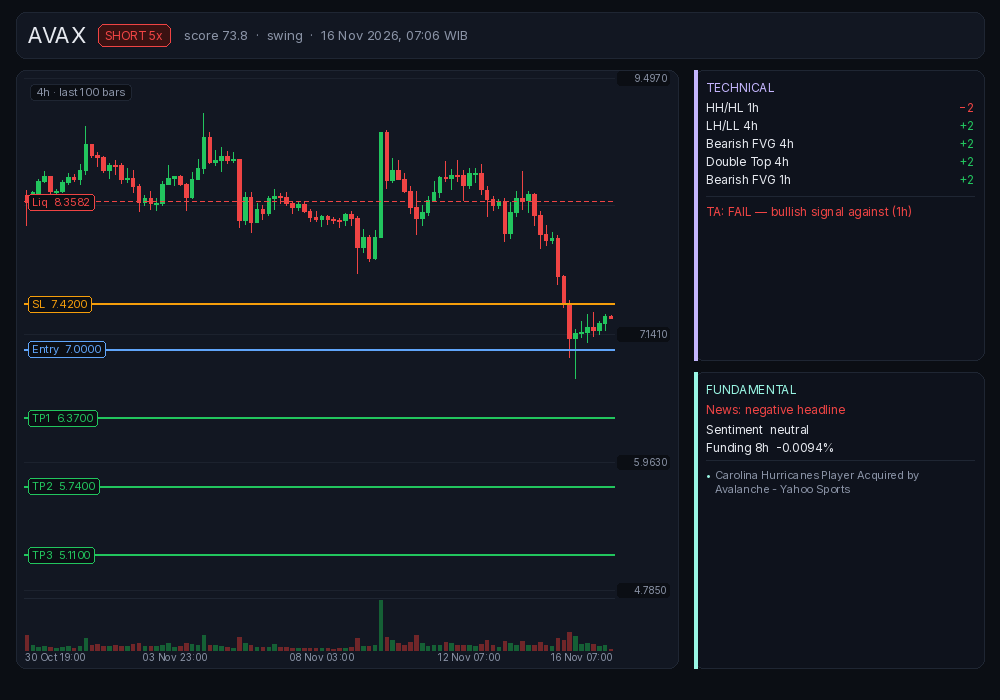 AVAX SHORT 5x score 73.8 · swing · 16 Nov 2026, 07:06 WIB
4h · last 100 bars
9.4970
Liq 8.3582
SL 7.4200
7.1410
Entry 7.0000
TP1 6.3700
5.9630
TP2 5.7400
TP3 5.1100
4.7850
30 Oct 19:00 03 Nov 23:00 08 Nov 03:00 12 Nov 07:00 16 Nov 07:00
TECHNICAL
HH/HL 1h −2
LH/LL 4h +2
Bearish FVG 4h +2
Double Top 4h +2
Bearish FVG 1h +2
TA: FAIL — bullish signal against (1h)
FUNDAMENTAL
News: negative headline
Sentiment neutral
Funding 8h -0.0094%
• Carolina Hurricanes Player Acquired by
Avalanche - Yahoo Sports